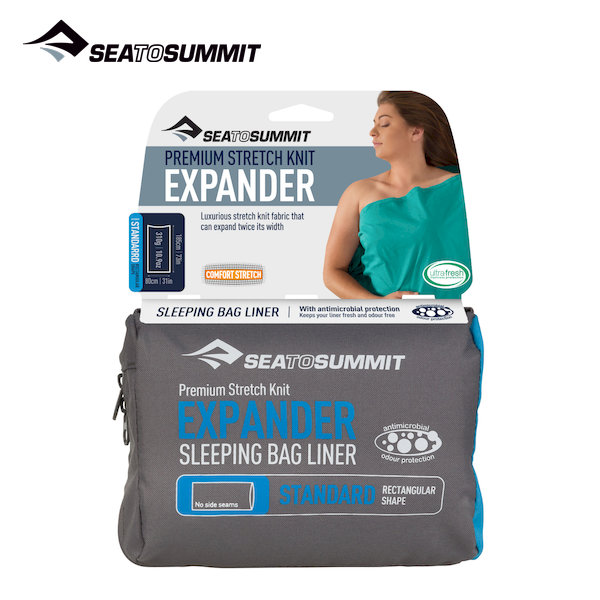 SEATOSUMMIT
SEATOSUMMIT
PREMIUM STRETCH KNIT
EXPANDER
Luxurious stretch knit fabric that
can expand twice its width
STANDARD
310g | 10.9oz
185cm | 73in
80cm | 31in
COMFORT STRETCH
ultrafresh
SLEEPING BAG LINER
With antimicrobial protection
Keeps your liner fresh and odour free
antimicrobial
odour protection
SEATOSUMMIT
Premium Stretch Knit
EXPANDER
SLEEPING BAG LINER
antimicrobial
odour protection
No side seams
STANDARD
RECTANGULAR
SHAPE